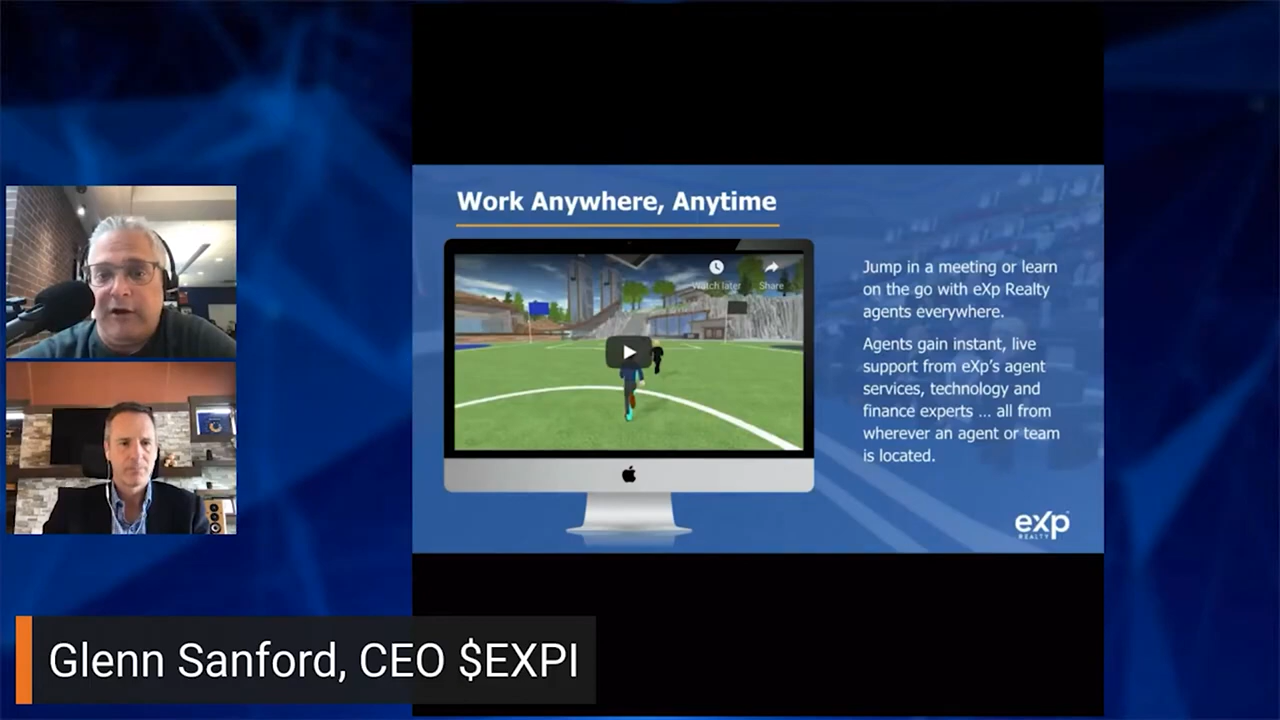 Work Anywhere, Anytime
Watch later
Share
Jump in a meeting or learn
on the go with eXp Realty
agents everywhere.
Agents gain instant, live
support from eXp's agent
services, technology and
finance experts ... all from
wherever an agent or team
is located.
eXp
REALTY
Glenn Sanford, CEO $EXPI